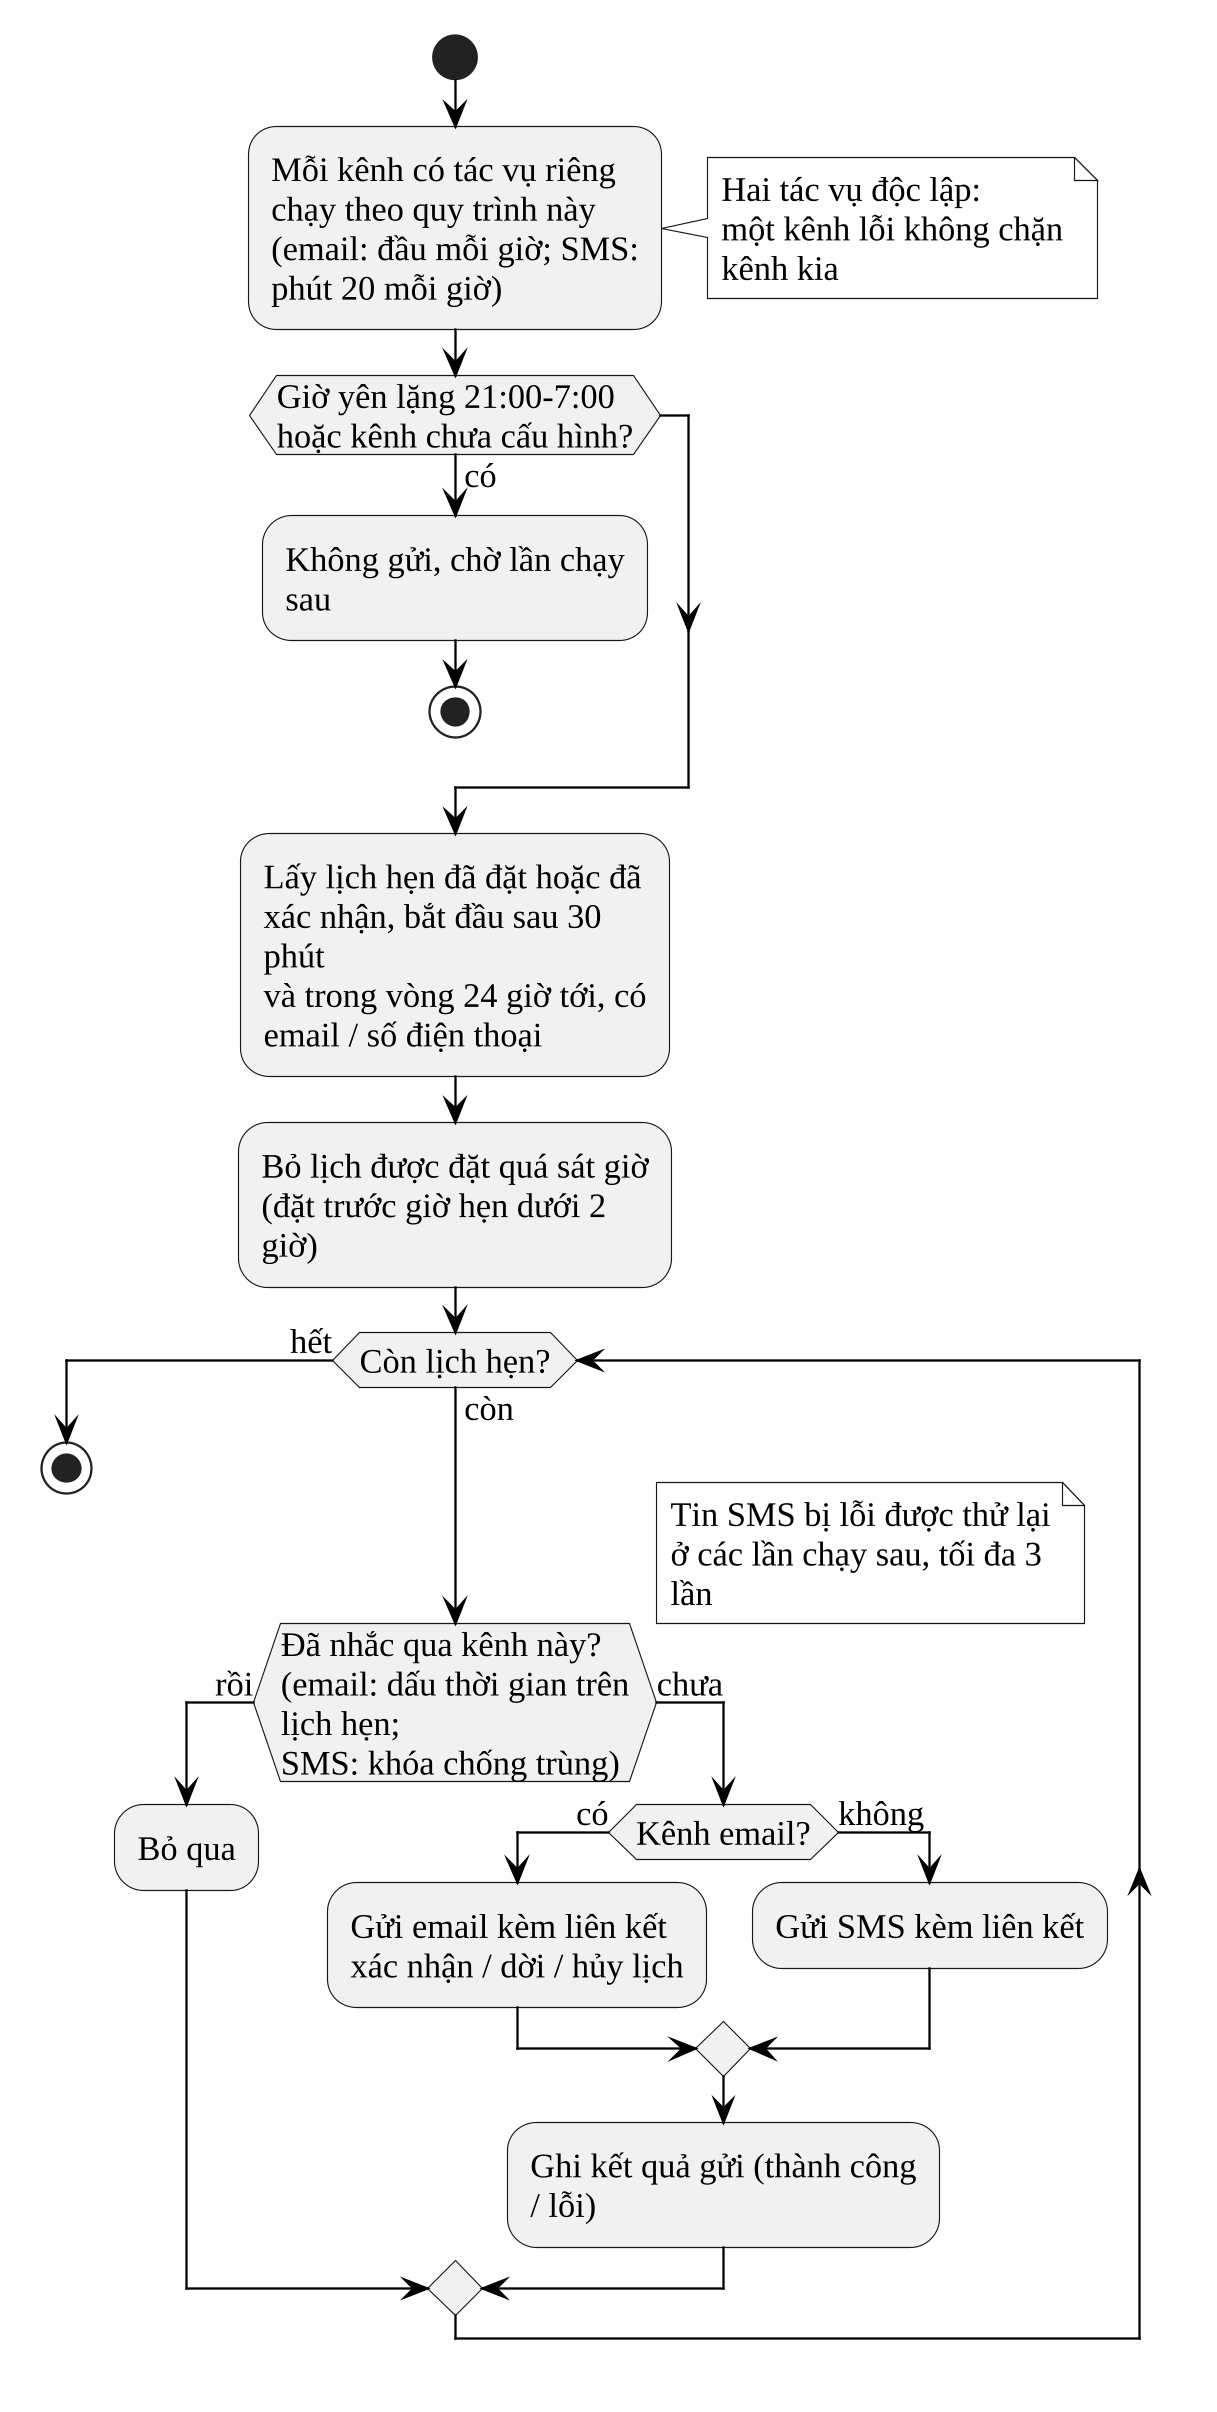 Mỗi kênh có tác vụ riêng
chạy theo quy trình này
(email: đầu mỗi giờ; SMS:
phút 20 mỗi giờ)
Hai tác vụ độc lập:
một kênh lỗi không chặn
kênh kia
Giờ yên lặng 21:00-7:00
hoặc kênh chưa cấu hình?
có
Không gửi, chờ lần chạy
sau
Lấy lịch hẹn đã đặt hoặc đã
xác nhận, bắt đầu sau 30
phút
và trong vòng 24 giờ tới, có
email / số điện thoại
Bỏ lịch được đặt quá sát giờ
(đặt trước giờ hẹn dưới 2
giờ)
hết
Còn lịch hẹn?
còn
Tin SMS bị lỗi được thử lại
ở các lần chạy sau, tối đa 3
lần
Đã nhắc qua kênh này?
(email: dấu thời gian trên
lịch hẹn;
SMS: khóa chống trùng)
rồi
chưa
Bỏ qua
có
Kênh email?
không
Gửi email kèm liên kết
xác nhận / dời / hủy lịch
Gửi SMS kèm liên kết
Ghi kết quả gửi (thành công
/ lỗi)